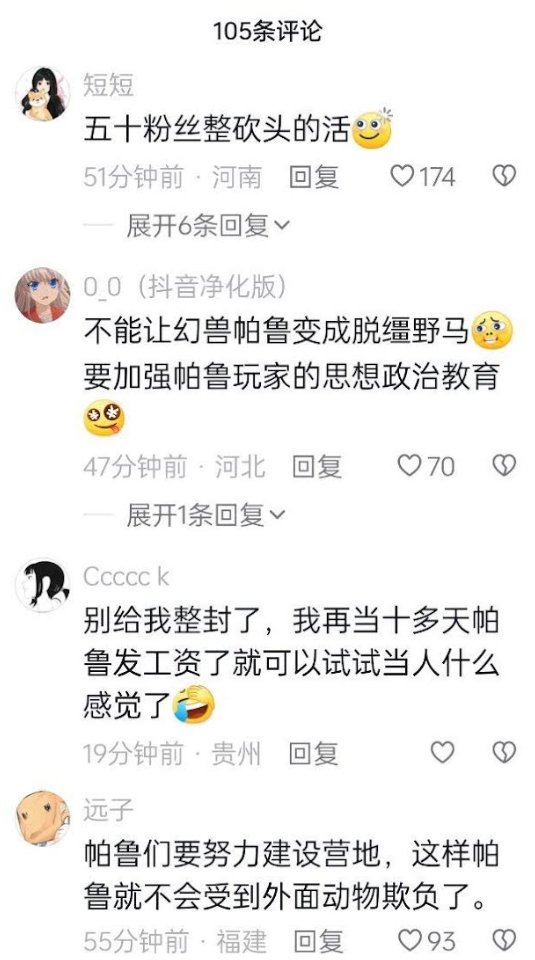 105条评论
短短
五十粉丝整砍头的活
51分钟前 · 河南 回复 174
展开6条回复
0_0（抖音净化版）
不能让幻兽帕鲁变成脱缰野马
要加强帕鲁玩家的思想政治教育
47分钟前 · 河北 回复 70
展开1条回复
Ccccc k
别给我整封了，我再当十多天帕
鲁发工资了就可以试试当人什么
感觉了
19分钟前 · 贵州 回复
远子
帕鲁们要努力建设营地，这样帕
鲁就不会受到外面动物欺负了。
55分钟前 · 福建 回复 93